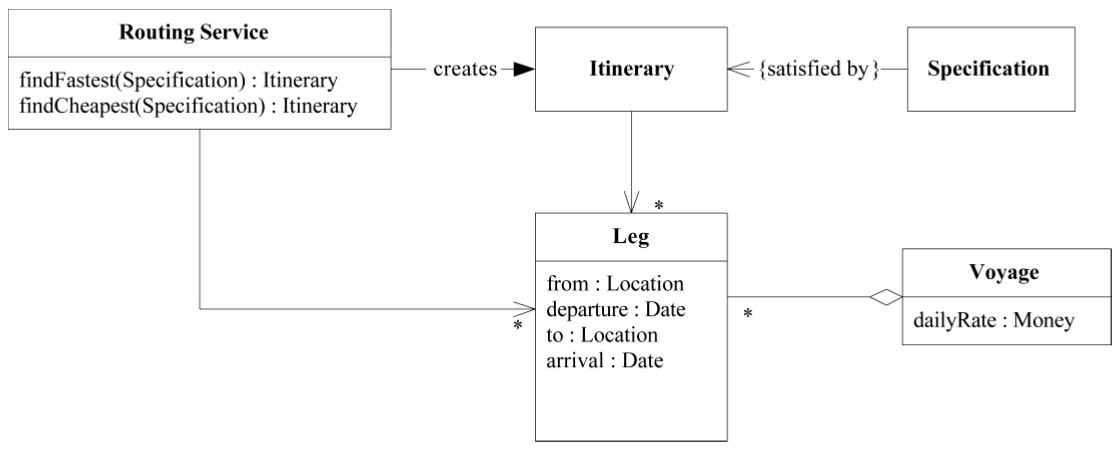 Routing Service
findFastest(Specification) : Itinerary
findCheapest(Specification) : Itinerary
creates
Itinerary
{satisfied by}
Specification
*
Leg
from : Location
departure : Date
to : Location
arrival : Date
*
*
Voyage
dailyRate : Money